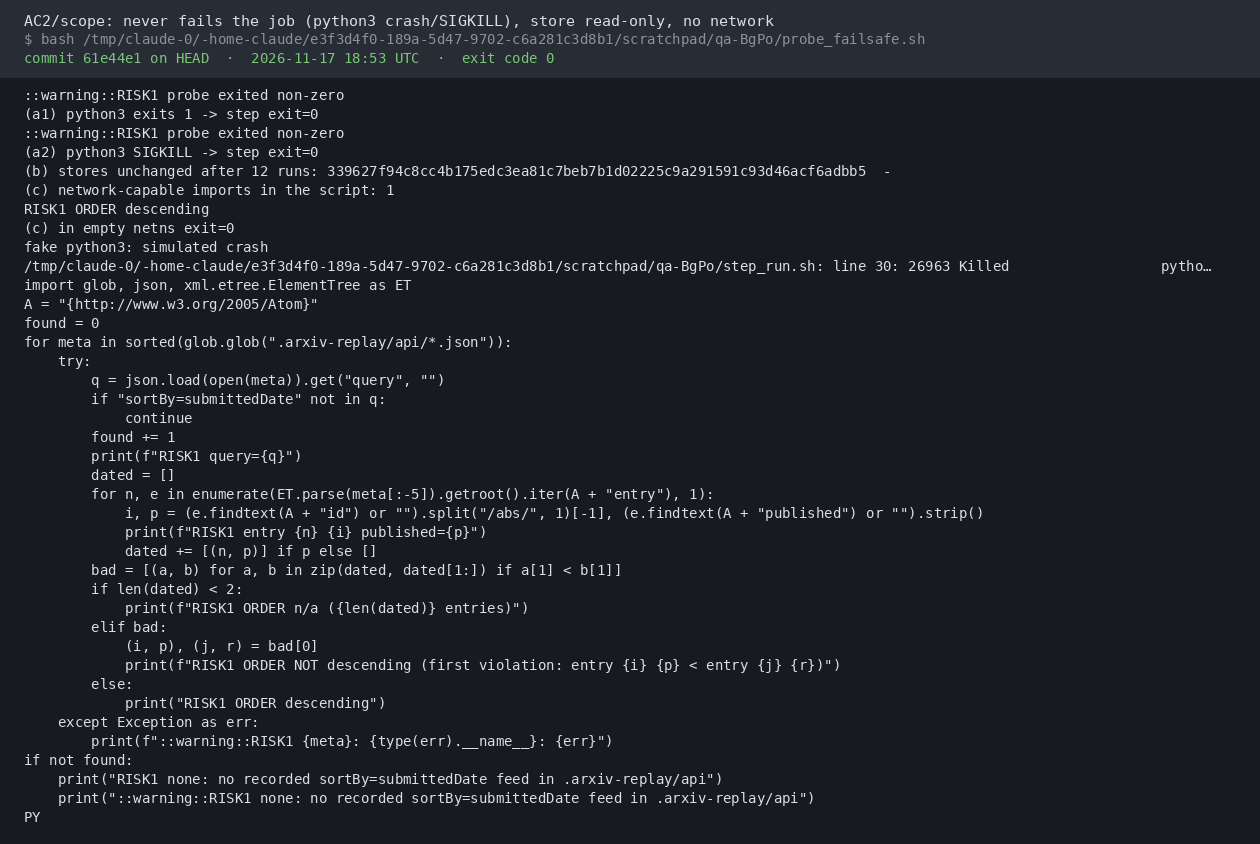 AC2/scope: never fails the job (python3 crash/SIGKILL), store read-only, no network
$ bash /tmp/claude-0/-home-claude/e3f3d4f0-189a-5d47-9702-c6a281c3d8b1/scratchpad/qa-BgPo/probe_failsafe.sh
commit 61e44e1 on HEAD · 2026-11-17 18:53 UTC · exit code 0
::warning::RISK1 probe exited non-zero
(a1) python3 exits 1 -> step exit=0
::warning::RISK1 probe exited non-zero
(a2) python3 SIGKILL -> step exit=0
(b) stores unchanged after 12 runs: 339627f94c8cc4b175edc3ea81c7beb7b1d02225c9a291591c93d46acf6adbb5  -
(c) network-capable imports in the script: 1
RISK1 ORDER descending
(c) in empty netns exit=0
fake python3: simulated crash
/tmp/claude-0/-home-claude/e3f3d4f0-189a-5d47-9702-c6a281c3d8b1/scratchpad/qa-BgPo/step_run.sh: line 30: 26963 Killed                  pytho…
import glob, json, xml.etree.ElementTree as ET
A = "{http://www.w3.org/2005/Atom}"
found = 0
for meta in sorted(glob.glob(".arxiv-replay/api/*.json")):
    try:
        q = json.load(open(meta)).get("query", "")
        if "sortBy=submittedDate" not in q:
            continue
        found += 1
        print(f"RISK1 query={q}")
        dated = []
        for n, e in enumerate(ET.parse(meta[:-5]).getroot().iter(A + "entry"), 1):
            i, p = (e.findtext(A + "id") or "").split("/abs/", 1)[-1], (e.findtext(A + "published") or "").strip()
            print(f"RISK1 entry {n} {i} published={p}")
            dated += [(n, p)] if p else []
        bad = [(a, b) for a, b in zip(dated, dated[1:]) if a[1] < b[1]]
        if len(dated) < 2:
            print(f"RISK1 ORDER n/a ({len(dated)} entries)")
        elif bad:
            (i, p), (j, r) = bad[0]
            print(f"RISK1 ORDER NOT descending (first violation: entry {i} {p} < entry {j} {r})")
        else:
            print("RISK1 ORDER descending")
    except Exception as err:
        print(f"::warning::RISK1 {meta}: {type(err).__name__}: {err}")
if not found:
    print("RISK1 none: no recorded sortBy=submittedDate feed in .arxiv-replay/api")
    print("::warning::RISK1 none: no recorded sortBy=submittedDate feed in .arxiv-replay/api")
PY